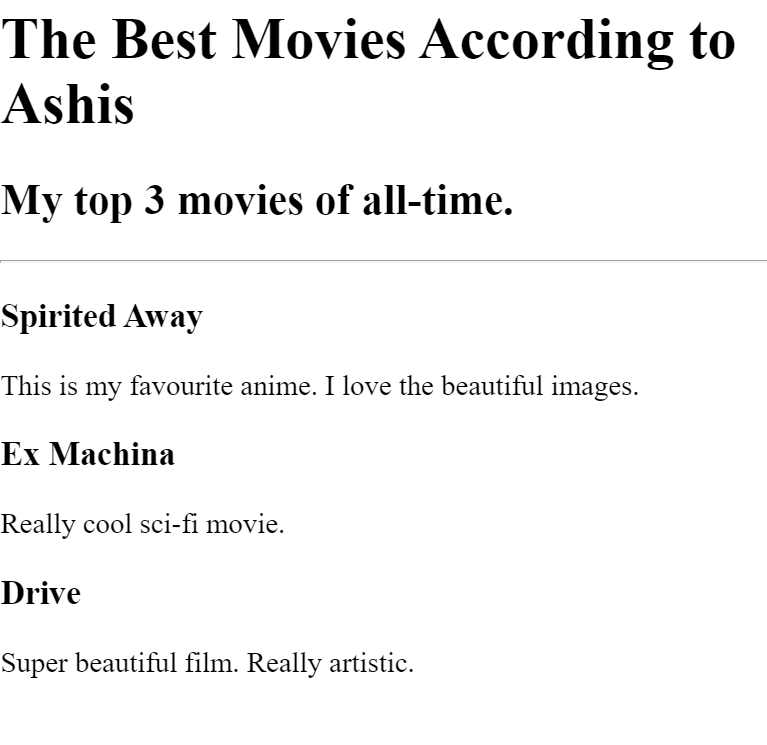 The Best Movies According to
Ashis
My top 3 movies of all-time.
Spirited Away
This is my favourite anime. I love the beautiful images.
Ex Machina
Really cool sci-fi movie.
Drive
Super beautiful film. Really artistic.